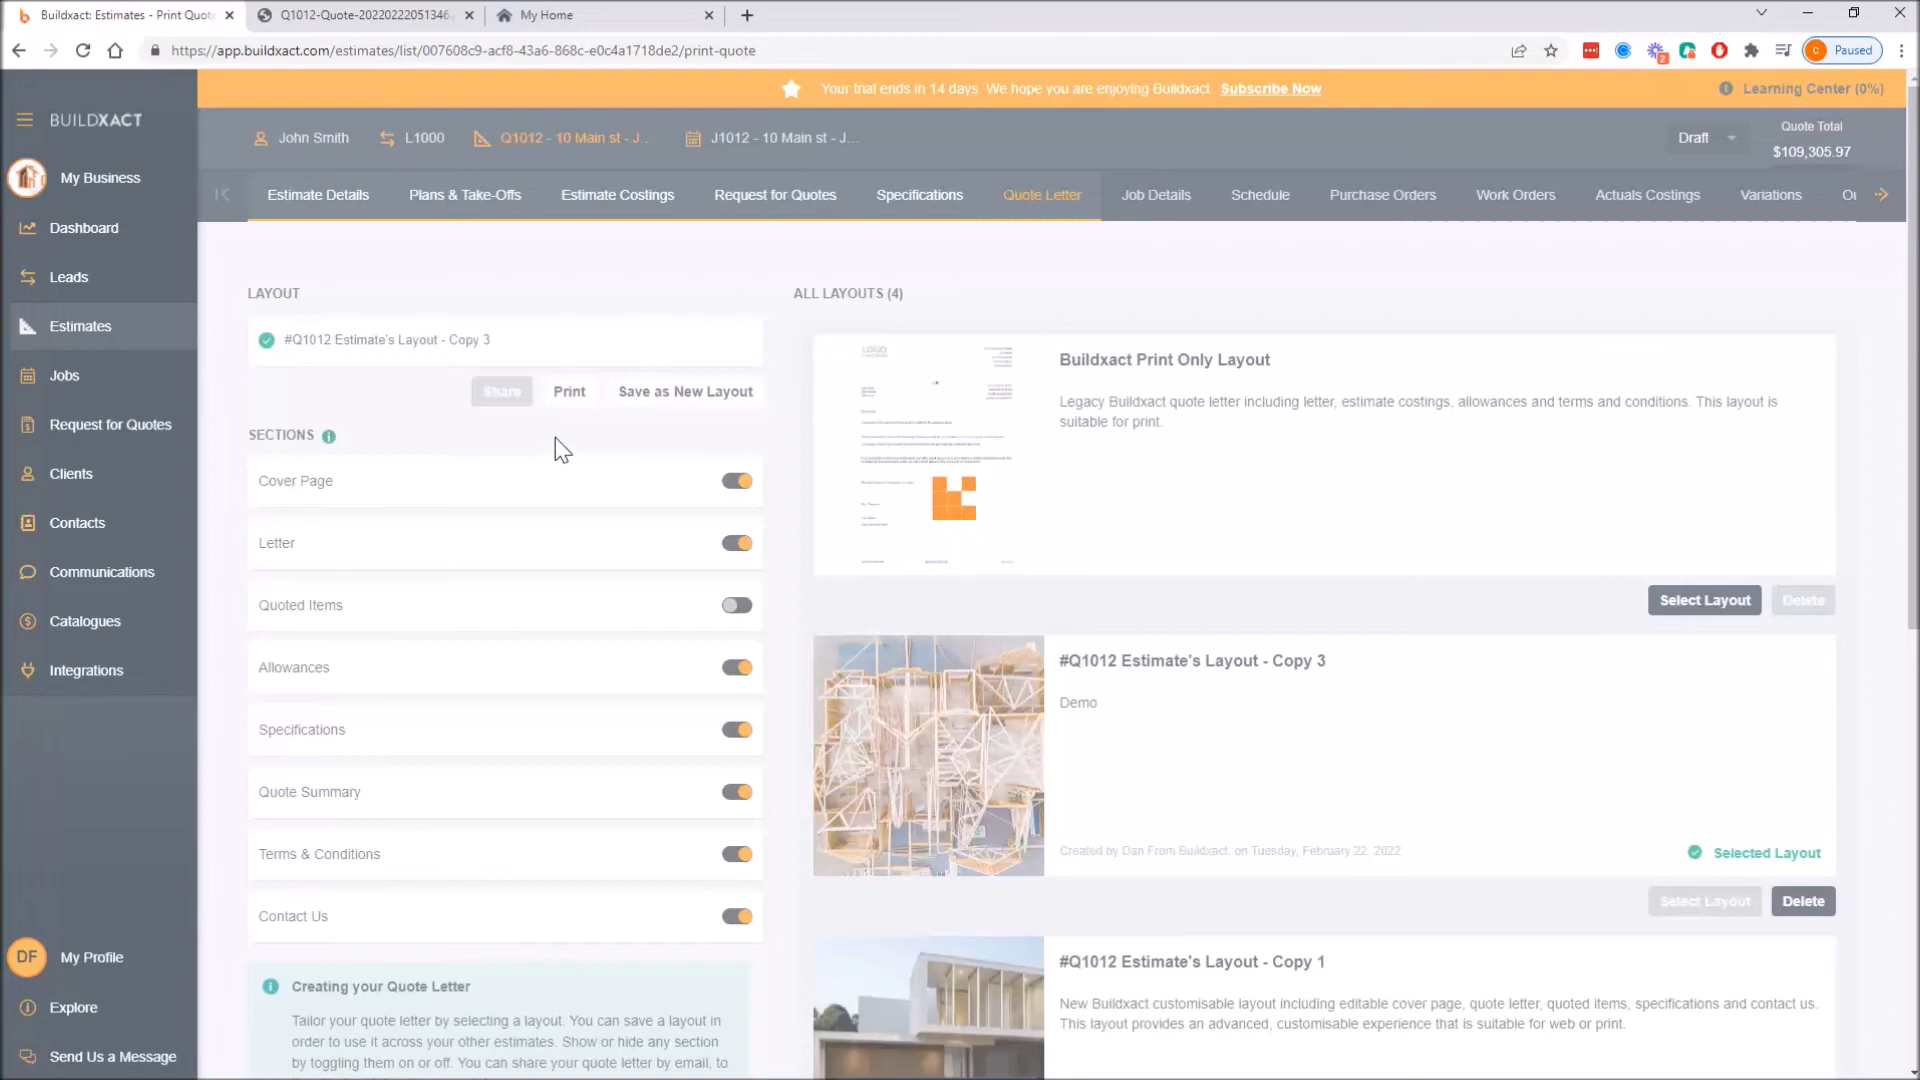 Buildxact: Estimates - Print Quot
Q1012-Quote-20220222051346.
My Home
https://app.buildxact.com/estimates/list/007608c9-acf8-43a6-868c-e0c4a1718de2/print-quote
2
C Paused
Your trial ends in 14 days. We hope you are enjoying Buildxact Subscribe Now
Learning Center (0%)
BUILDXACT
John Smith
L1000
Q1012 - 10 Main st - J...
J1012 - 10 Main st - J...
Draft
Quote Total
$109,305.97
My Business
Dashboard
Leads
Estimates
Jobs
Request for Quotes
Clients
Contacts
Communications
Catalogues
Integrations
DF My Profile
Explore
Send Us a Message
Estimate Details
Plans & Take-Offs
Estimate Costings
Request for Quotes
Specifications
Quote Letter
Job Details
Schedule
Purchase Orders
Work Orders
Actuals Costings
Variations
LAYOUT
#Q1012 Estimate's Layout - Copy 3
Share
Print
Save as New Layout
SECTIONS
Cover Page
Letter
Quoted Items
Allowances
Specifications
Quote Summary
Terms & Conditions
Contact Us
Creating your Quote Letter
Tailor your quote letter by selecting a layout. You can save a layout in
order to use it across your other estimates. Show or hide any section
by toggling them on or off. You can share your quote letter by email, to
ALL LAYOUTS (4)
LOGO
Buildxact Print Only Layout
Legacy Buildxact quote letter including letter, estimate costings, allowances and terms and conditions. This layout is
suitable for print.
Select Layout
Delete
#Q1012 Estimate's Layout - Copy 3
Demo
Created by Dan From Buildxact, on Tuesday, February 22, 2022
Selected Layout
Select Layout
Delete
#Q1012 Estimate's Layout - Copy 1
New Buildxact customisable layout including editable cover page, quote letter, quoted items, specifications and contact us.
This layout provides an advanced, customisable experience that is suitable for web or print.